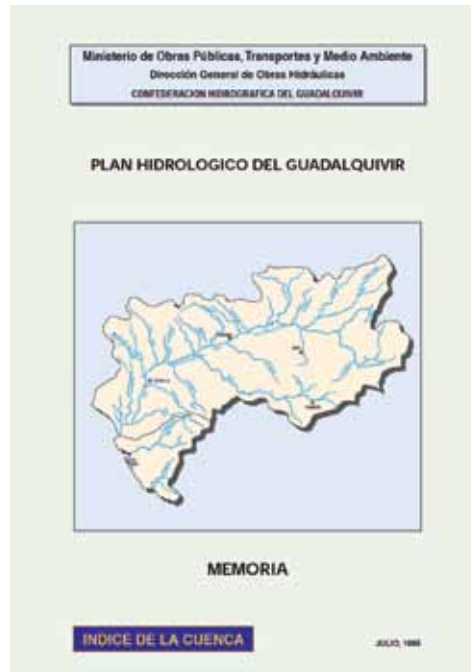 Ministerio de Obras Públicas, Transportes y Medio Ambiente
Dirección General de Obras Hidráulicas
CONFEDERACION HIDROGRAFICA DEL GUADALQUIVIR
PLAN HIDROLOGICO DEL GUADALQUIVIR
MEMORIA
INDICE DE LA CUENCA
JULIO,